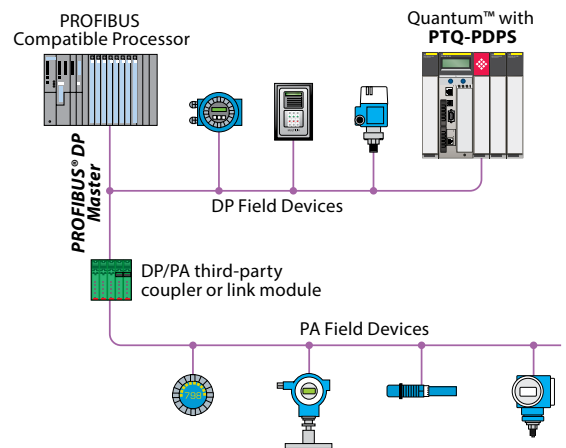 PROFIBUS
Compatible Processor
Quantum™ with
PTQ-PDPS
PROFIBUS® DP
Master
DP Field Devices
DP/PA third-party
coupler or link module
PA Field Devices
799